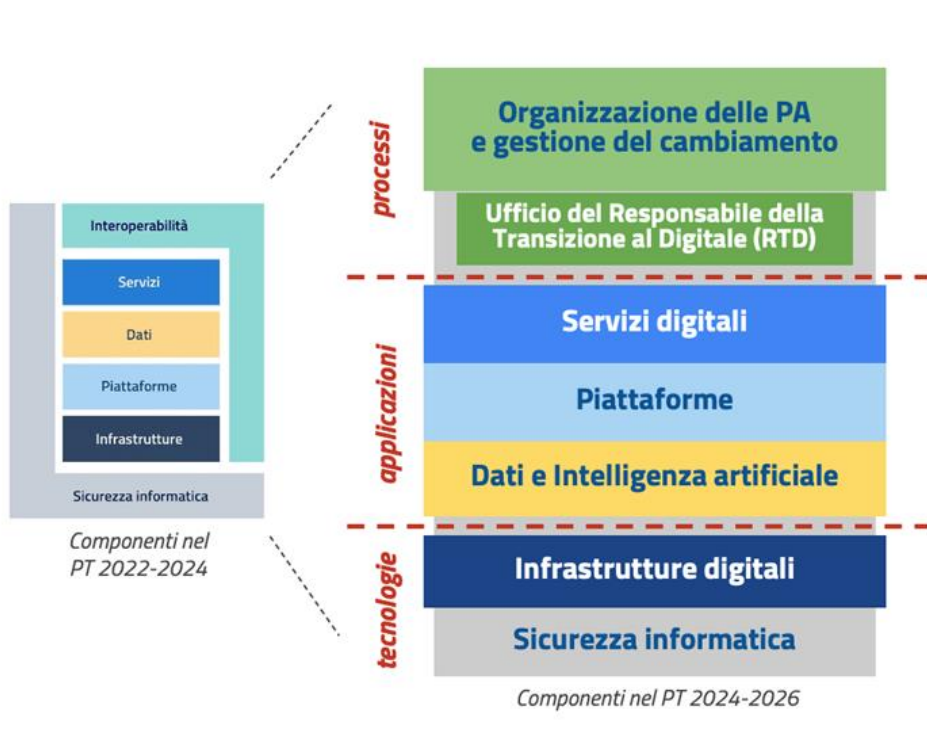 Interoperabilità
Servizi
Dati
Piattaforme
Infrastrutture
Sicurezza informatica
Componenti nel
PT 2022-2024
processi
Organizzazione delle PA
e gestione del cambiamento
Ufficio del Responsabile della
Transizione al Digitale (RTD)
applicazioni
Servizi digitali
Piattaforme
Dati e Intelligenza artificiale
tecnologie
Infrastrutture digitali
Sicurezza informatica
Componenti nel PT 2024-2026